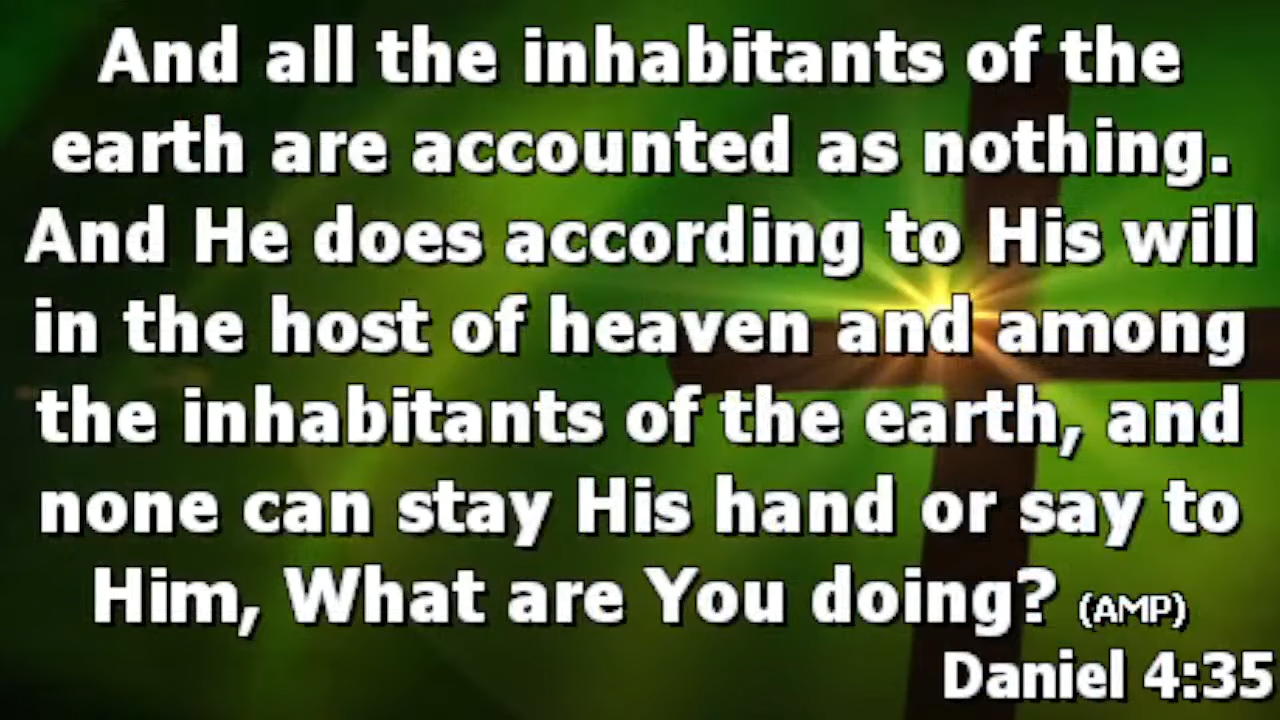 And all the inhabitants of the
earth are accounted as nothing.
And He does according to His will
in the host of heaven and among
the inhabitants of the earth, and
none can stay His hand or say to
Him, What are You doing? (AMP)
Daniel 4:35